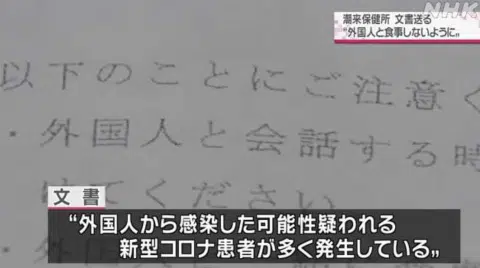 NHK
潮来保健所 文書送る
“外国人と食事しないように„
以下のことにご注意く
・外国人と会話する時
けてください
文書
“外国人から感染した可能性疑われる
新型コロナ患者が多く発生している„